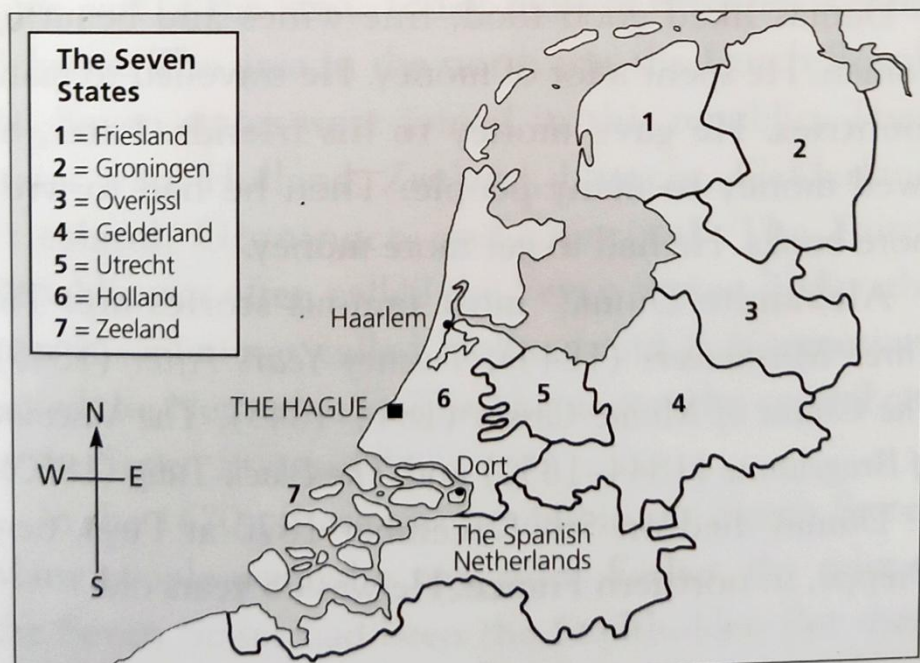 The Seven
States
1 = Friesland
2 = Groningen
3 = Overijssl
4 = Gelderland
5 = Utrecht
6 = Holland
7 = Zeeland
1
2
3
Haarlem
THE HAGUE
6
5
4
N
W
E
S
7
Dort
The Spanish
Netherlands